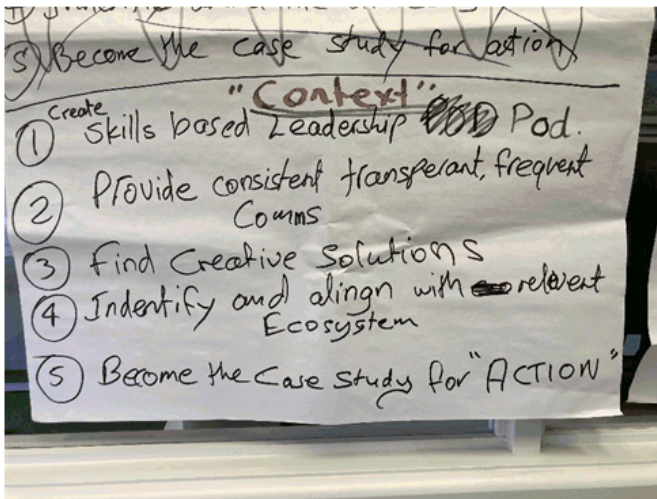 5 Become the case study for action
"Context"
1 Create Skills based Leadership Pod.
2 Provide consistent transperant, frequent
Comms
3 find Creative Solutions
4 Indentify and alingn with relevent
Ecosystem
5 Become the Case Study for "ACTION"